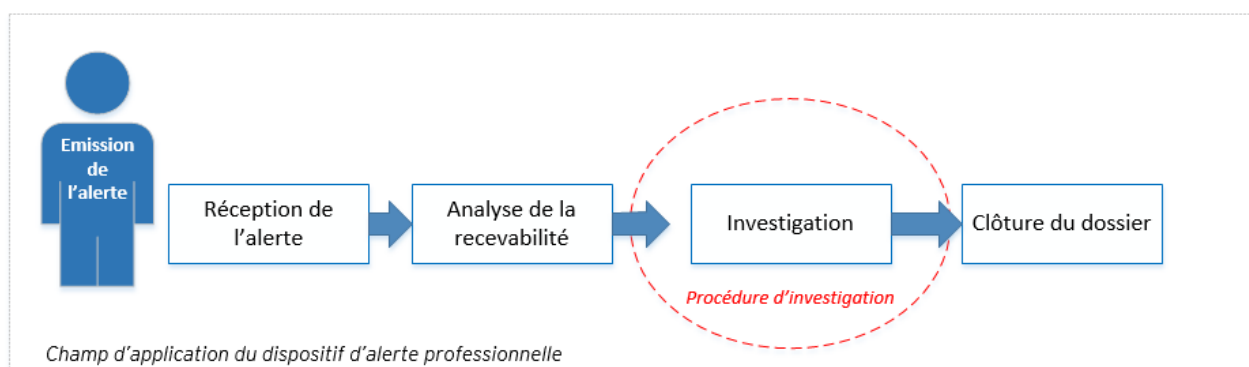 Emission
de
l'alerte
Réception de
l'alerte
Analyse de la
recevabilité
Investigation
Clôture du dossier
Procédure d'investigation
Champ d'application du dispositif d'alerte professionnelle